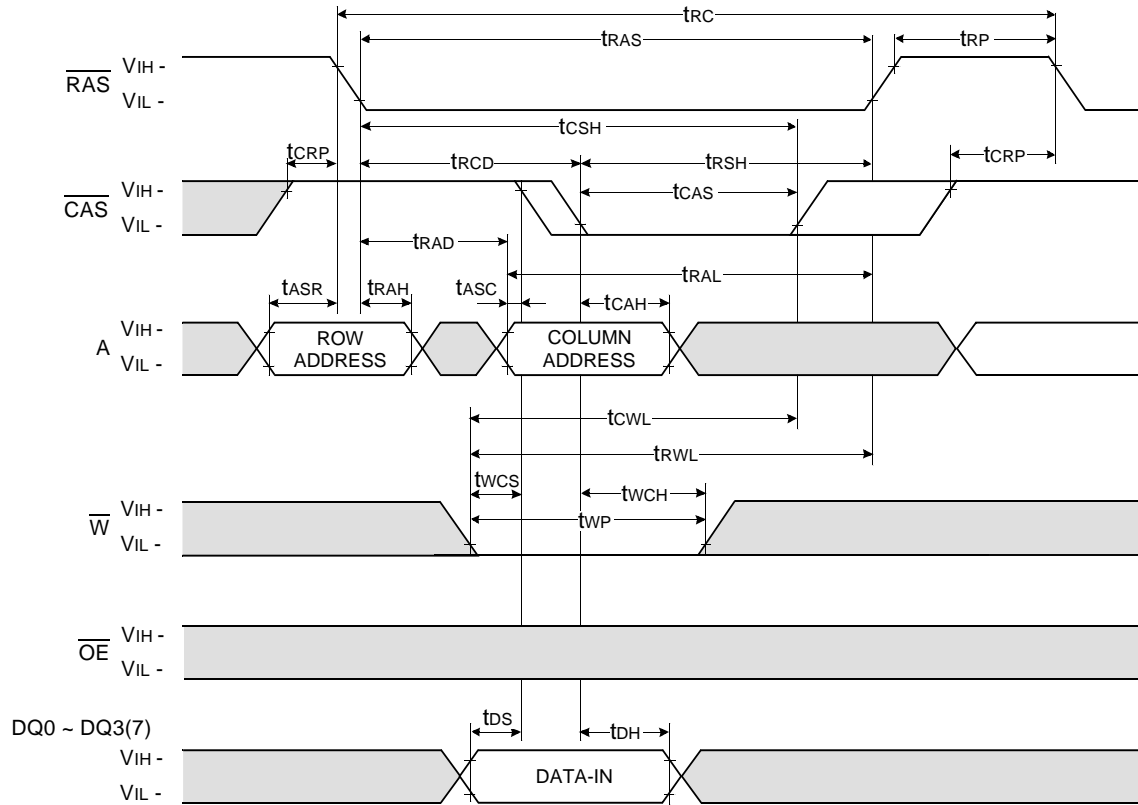 tRC
tRAS
tRP
RAS
VIH -
VIL -
tCSH
tCRP
tRCD
tRSH
tCRP
CAS
VIH -
VIL -
tCAS
tRAD
tRAL
tASR
tRAH
tASC
tCAH
A
VIH -
VIL -
ROW
ADDRESS
COLUMN
ADDRESS
tCWL
tRWL
tWCS
tWCH
W
VIH -
VIL -
tWP
OE
VIH -
VIL -
DQ0 ~ DQ3(7)
tDS
tDH
VIH -
VIL -
DATA-IN